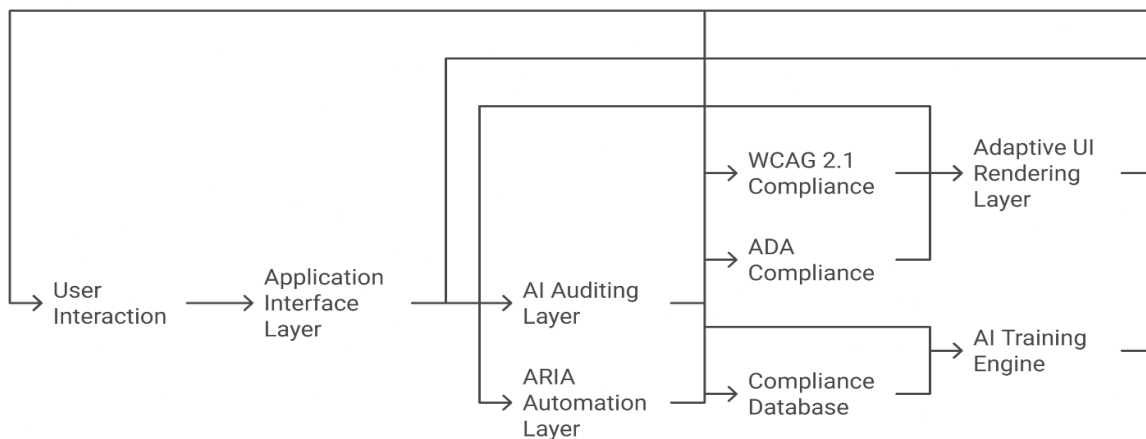 User
Interaction
Application
Interface
Layer
AI Auditing
Layer
ARIA
Automation
Layer
WCAG 2.1
Compliance
ADA
Compliance
Compliance
Database
Adaptive UI
Rendering
Layer
AI Training
Engine